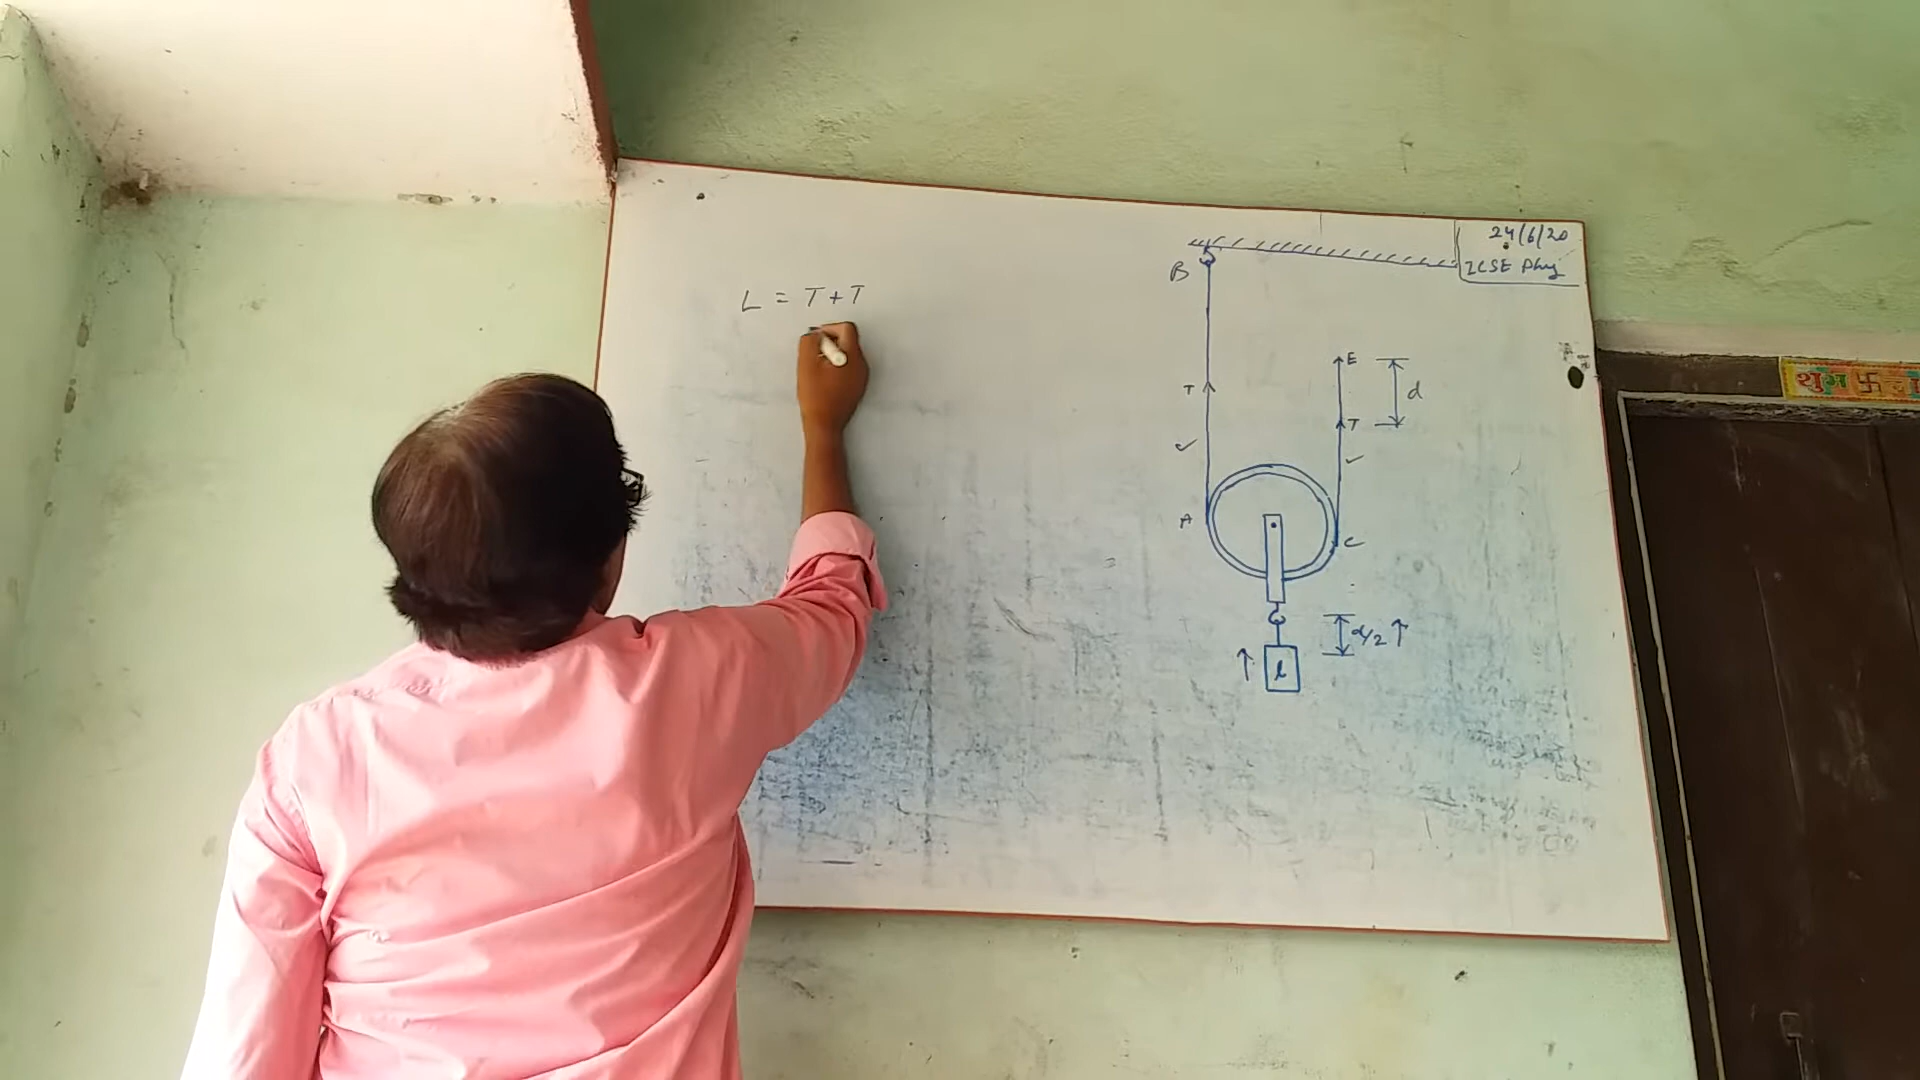 24/6/20
ICSE Phy
B
L = T + T
E
T
d
T
A
C
d/2
L
शुभ